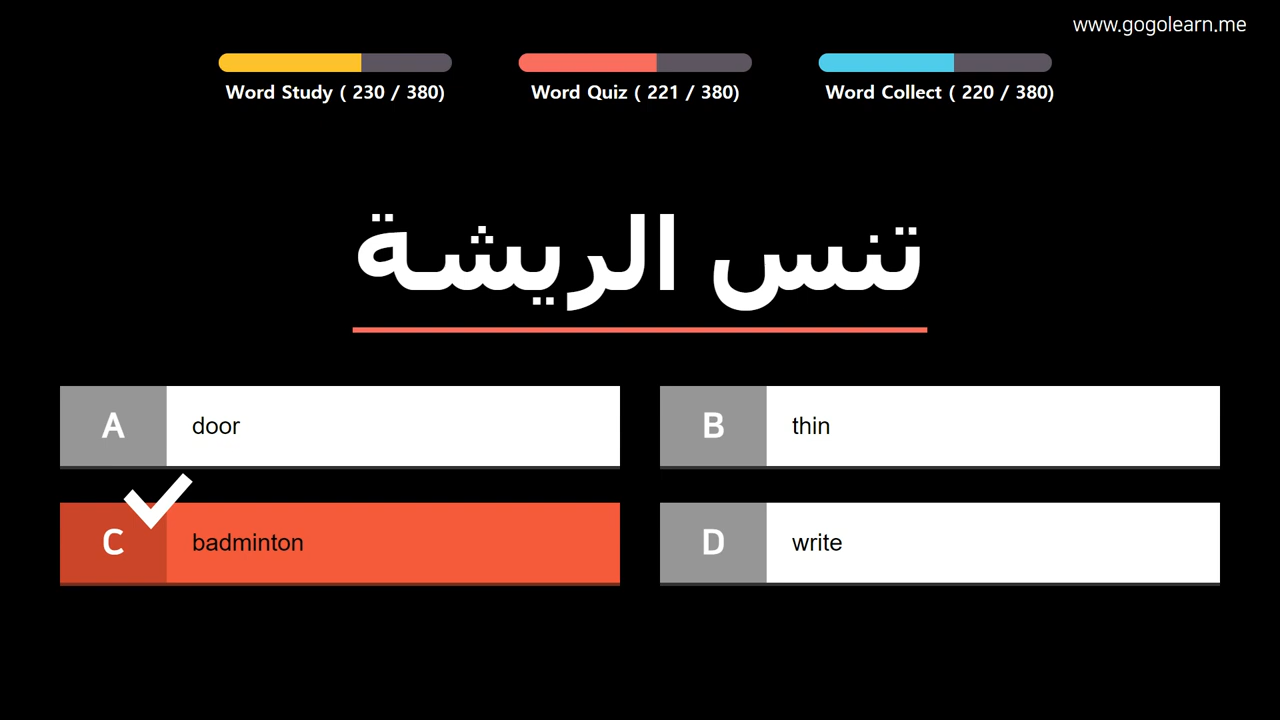 www.gogolearn.me
Word Study ( 230 / 380)
Word Quiz ( 221 / 380)
Word Collect ( 220 / 380)
تنس الريشة
A door
B thin
C badminton
D write